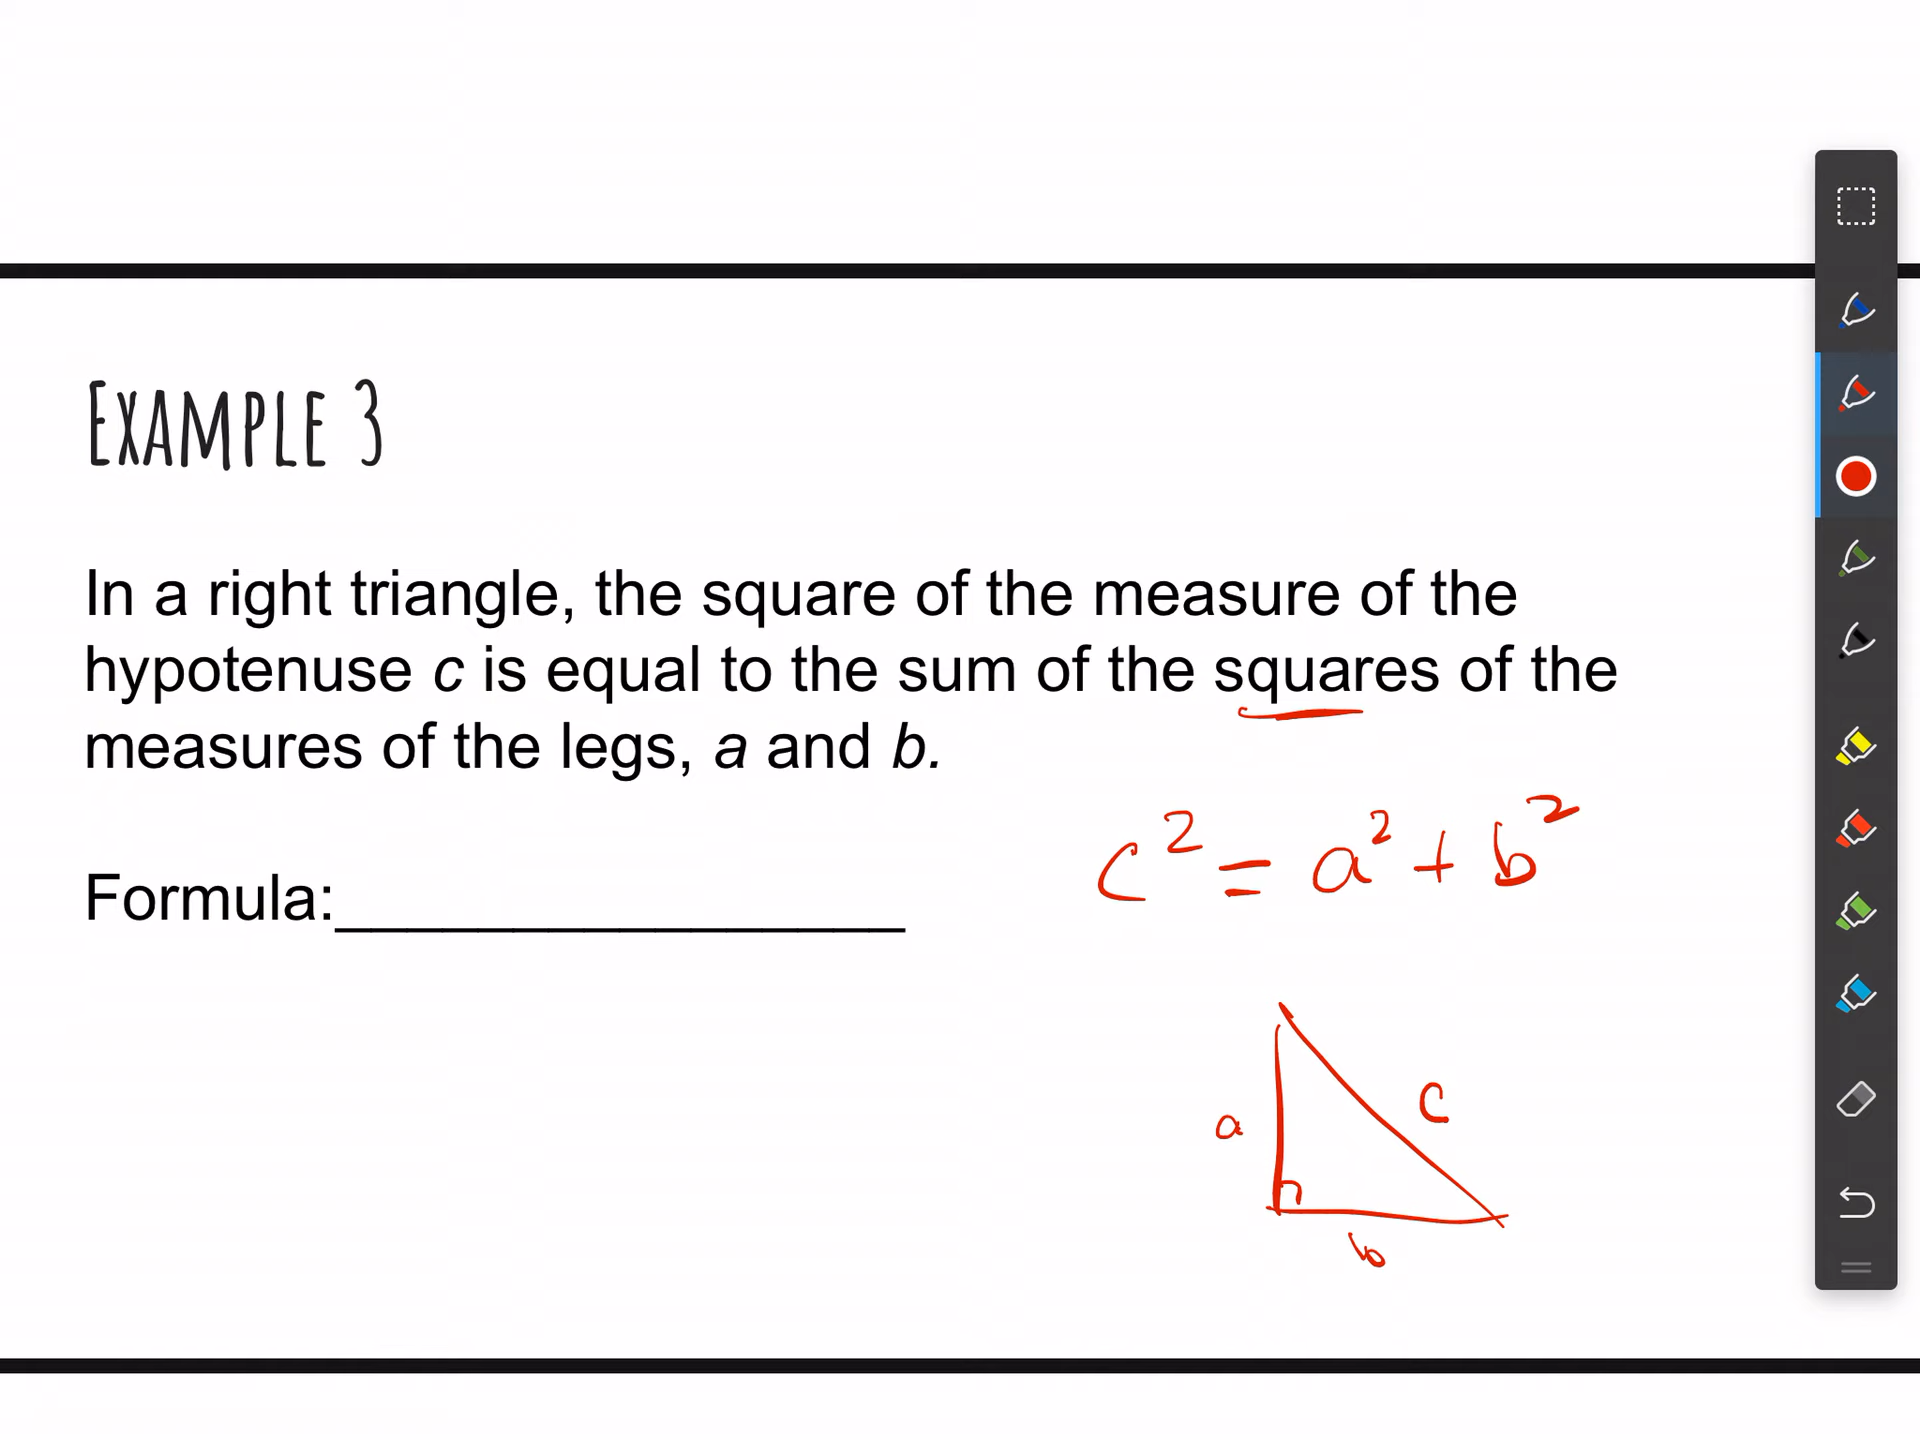 EXAMPLE 3
In a right triangle, the square of the measure of the
hypotenuse c is equal to the sum of the squares of the
measures of the legs, a and b.
c² = a² + b²
Formula:________________
a
c
b